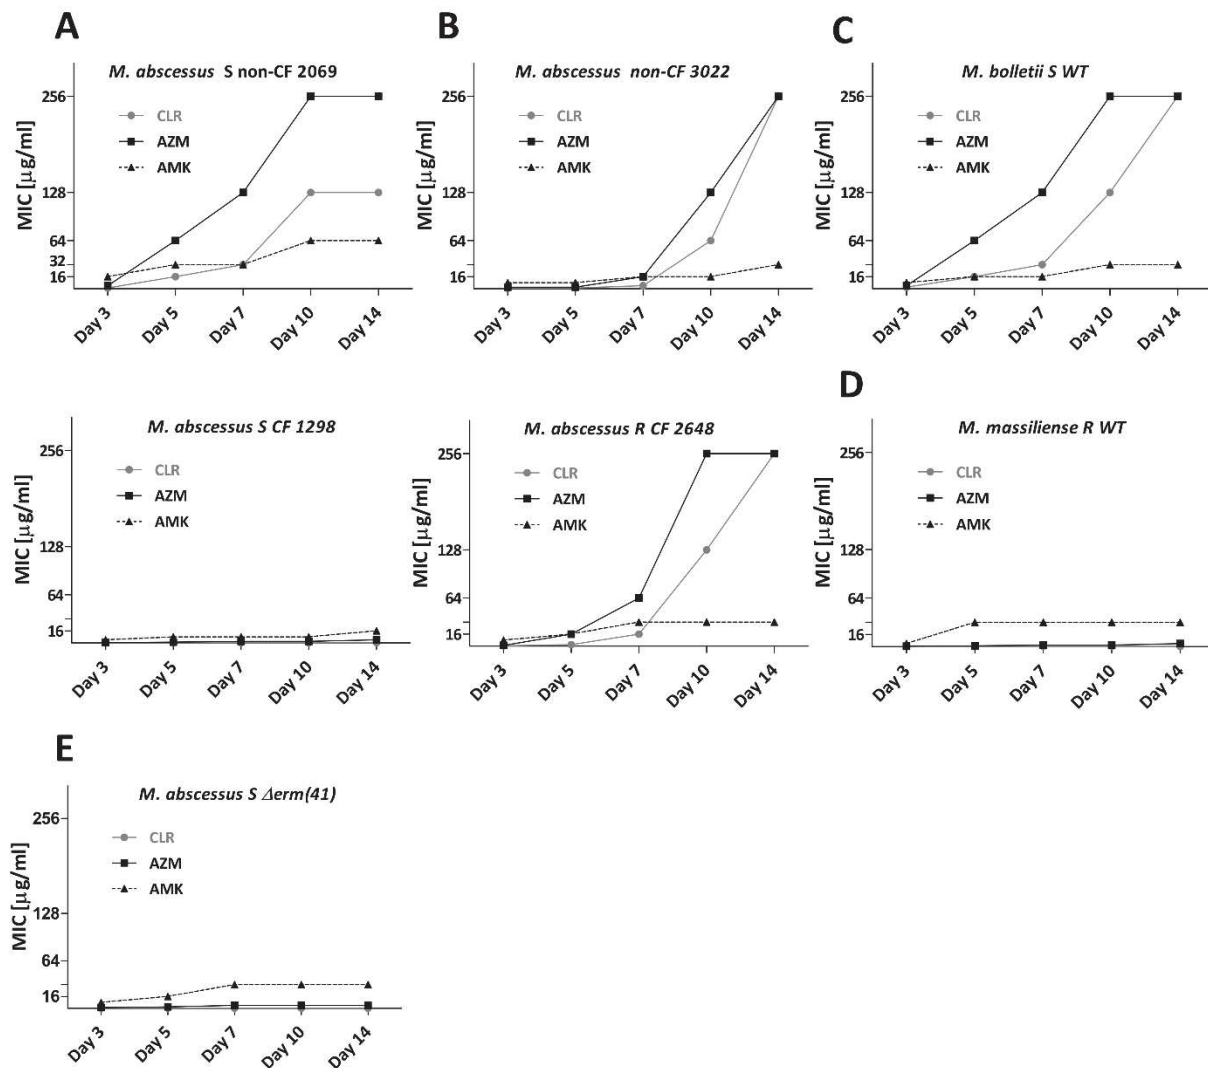 A
M. abscessus S non-CF 2069
MIC [μg/ml]
256
128
64
32
16
CLR
AZM
AMK
Day 3
Day 5
Day 7
Day 10
Day 14
B
M. abscessus non-CF 3022
MIC [μg/ml]
256
128
64
16
CLR
AZM
AMK
Day 3
Day 5
Day 7
Day 10
Day 14
C
M. bolletii S WT
MIC [μg/ml]
256
128
64
16
CLR
AZM
AMK
Day 3
Day 5
Day 7
Day 10
Day 14
M. abscessus S CF 1298
MIC [μg/ml]
256
128
64
16
CLR
AZM
AMK
Day 3
Day 5
Day 7
Day 10
Day 14
M. abscessus R CF 2648
MIC [μg/ml]
256
128
64
16
CLR
AZM
AMK
Day 3
Day 5
Day 7
Day 10
Day 14
D
M. massiliense R WT
MIC [μg/ml]
256
128
64
16
CLR
AZM
AMK
Day 3
Day 5
Day 7
Day 10
Day 14
E
M. abscessus S Δerm(41)
MIC [μg/ml]
256
128
64
16
CLR
AZM
AMK
Day 3
Day 5
Day 7
Day 10
Day 14